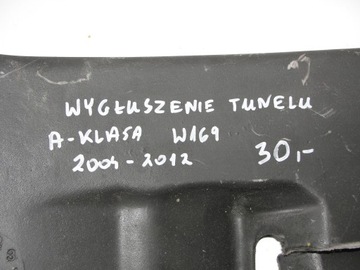 WYGŁUSZENIE TUNELU
A-KLASA W169
2004-2012 30,-